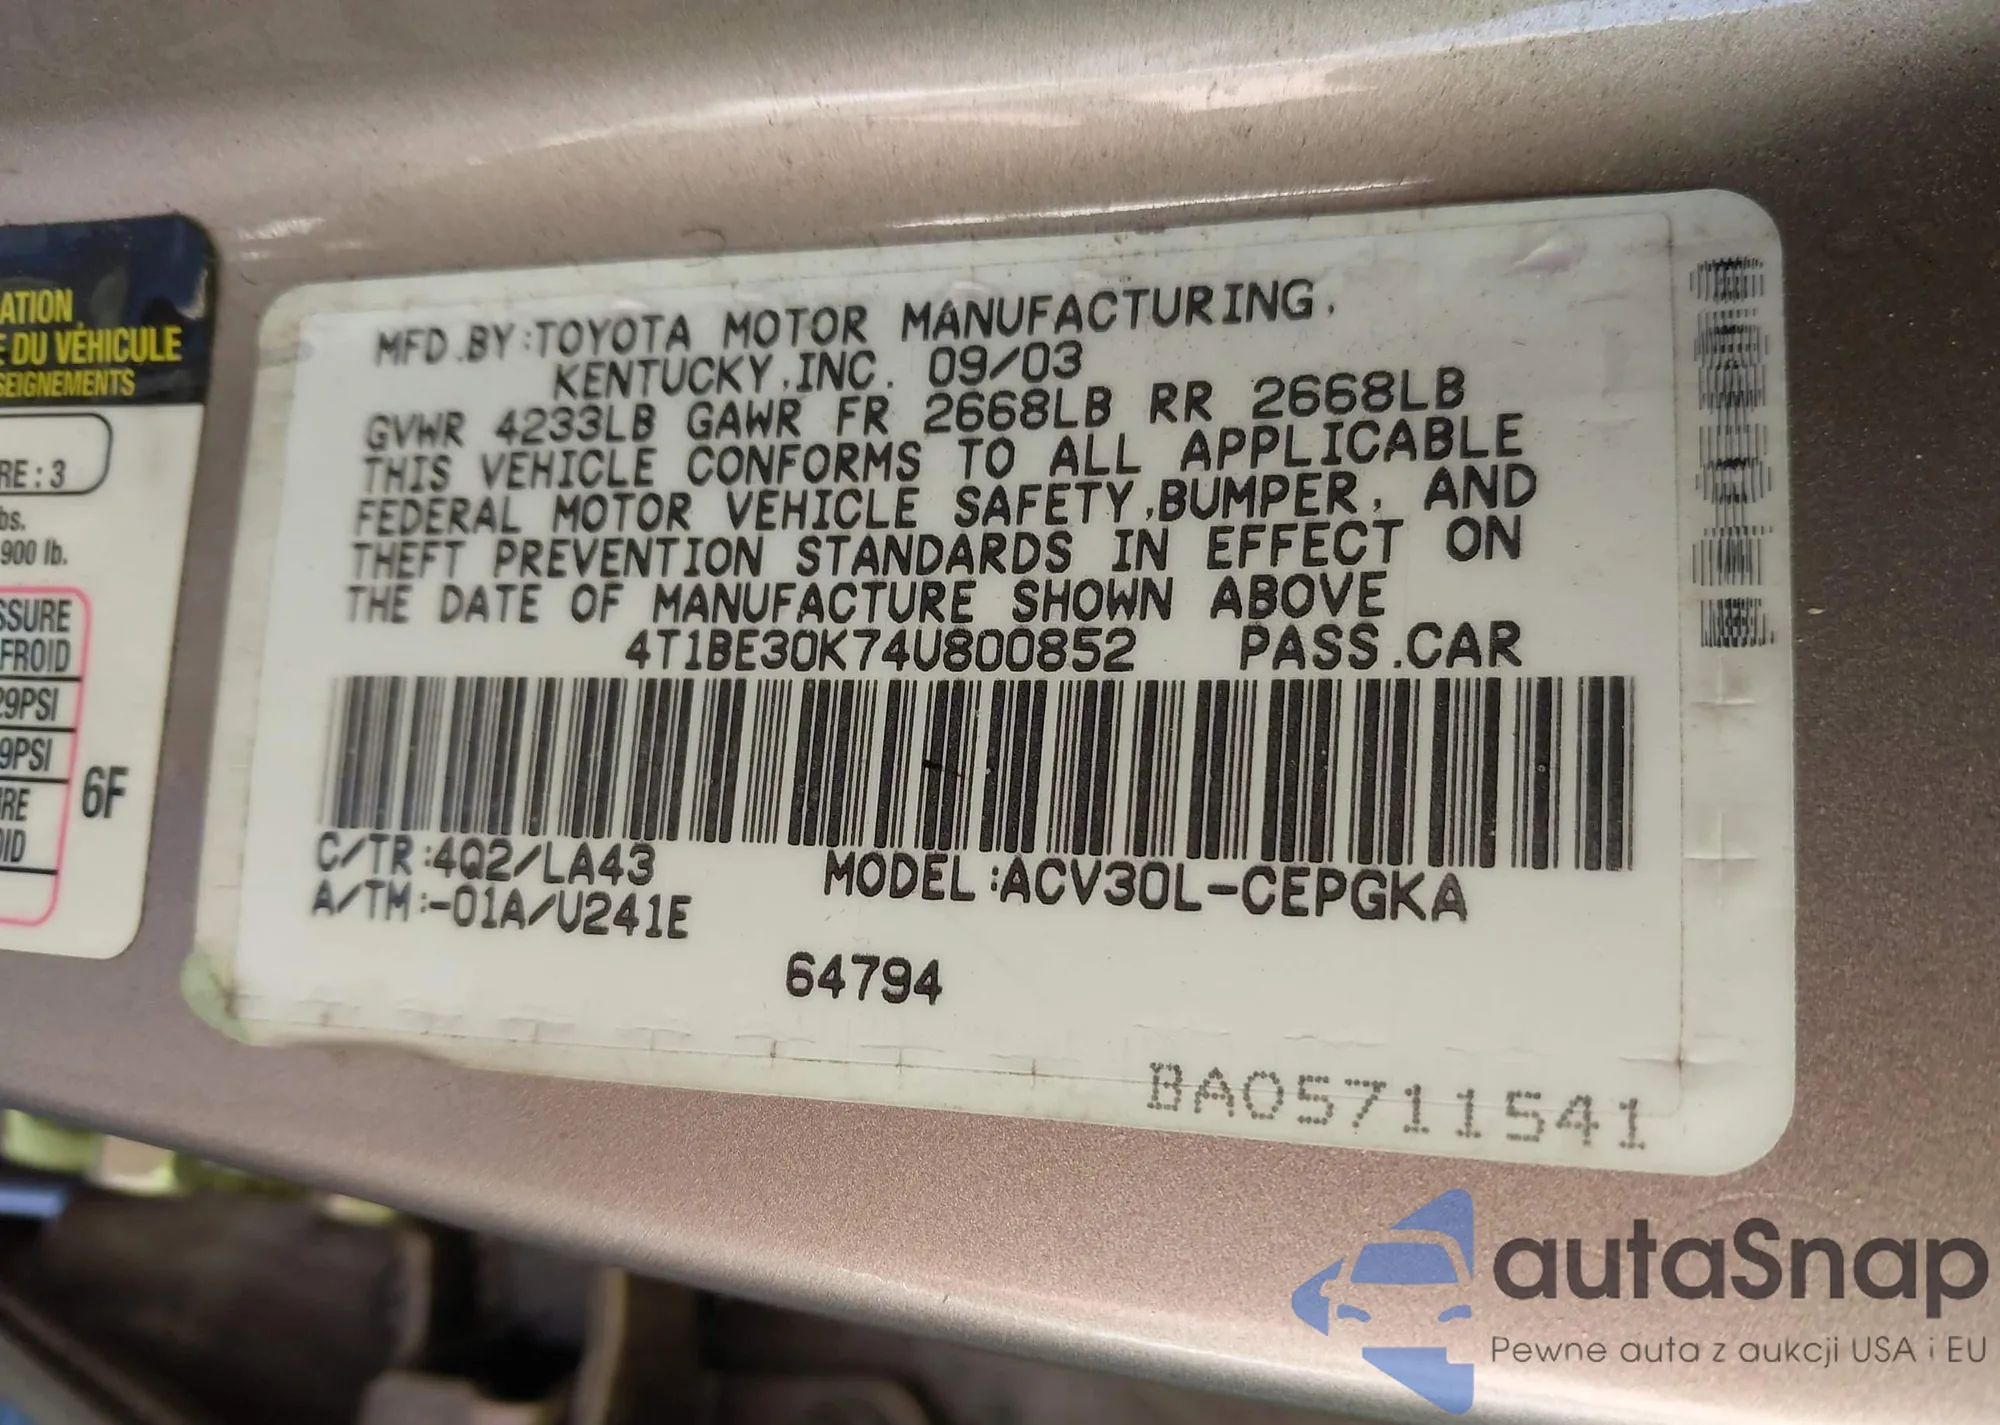 ATION
E DU VÉHICULE
SEIGNEMENTS
RE : 3
bs.
900 lb.
SSURE
FROID
29PSI
9PSI
IRE
OID
6F
MFD.BY:TOYOTA MOTOR MANUFACTURING,
KENTUCKY,INC. 09/03
GVWR 4233LB GAWR FR 2668LB RR 2668LB
THIS VEHICLE CONFORMS TO ALL APPLICABLE
FEDERAL MOTOR VEHICLE SAFETY,BUMPER, AND
THEFT PREVENTION STANDARDS IN EFFECT ON
THE DATE OF MANUFACTURE SHOWN ABOVE
4T1BE30K74U800852 PASS.CAR
C/TR:4Q2/LA43 MODEL:ACV30L-CEPGKA
A/TM:-01A/U241E
64794
BA05711541
autaSnap
Pewne auta z aukcji USA i EU